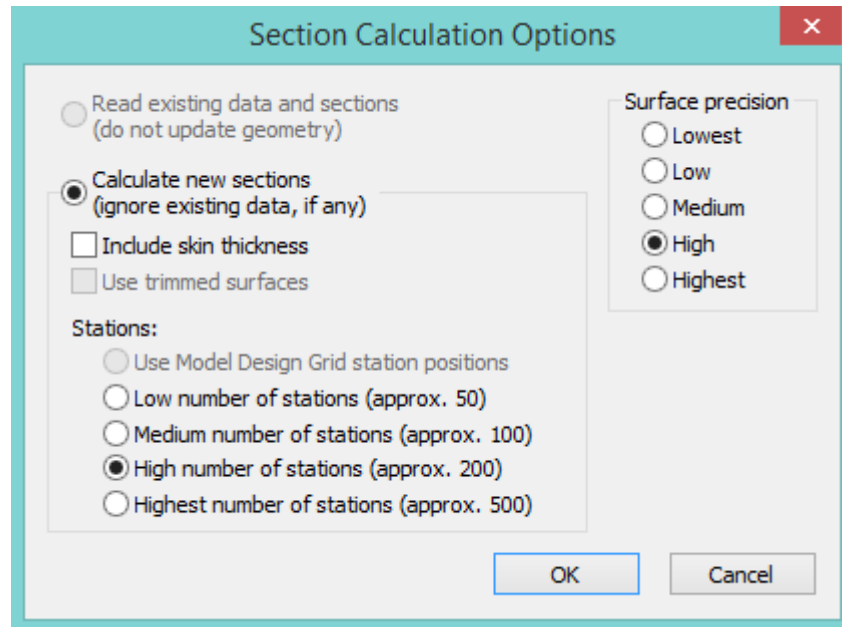 Section Calculation Options
Read existing data and sections
(do not update geometry)
Calculate new sections
(ignore existing data, if any)
Include skin thickness
Use trimmed surfaces
Stations:
Use Model Design Grid station positions
Low number of stations (approx. 50)
Medium number of stations (approx. 100)
High number of stations (approx. 200)
Highest number of stations (approx. 500)
Surface precision
Lowest
Low
Medium
High
Highest
OK
Cancel